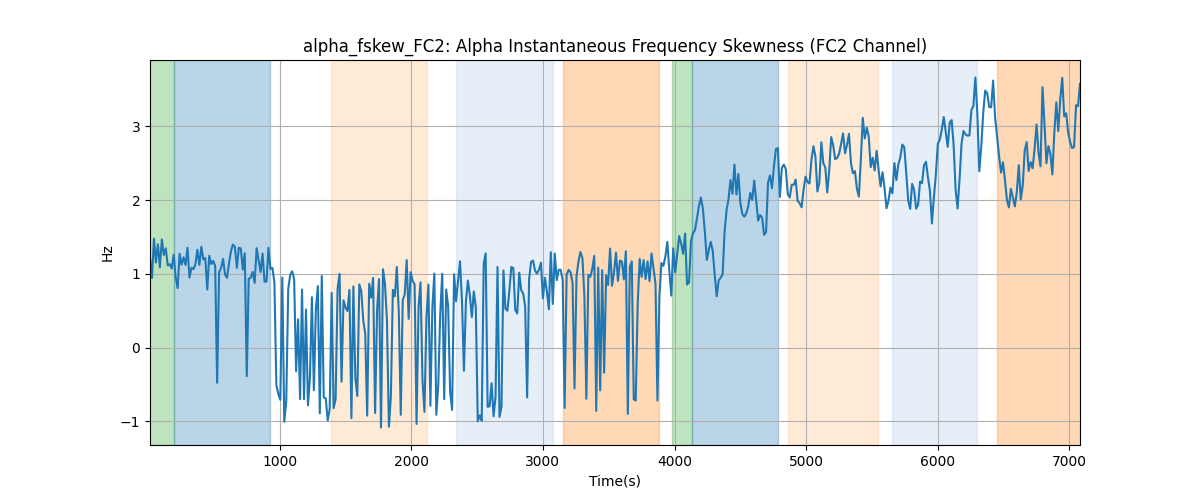 alpha_fskew_FC2: Alpha Instantaneous Frequency Skewness (FC2 Channel)
Hz
3
2
1
0
−1
1000 2000 3000 4000 5000 6000 7000
Time(s)